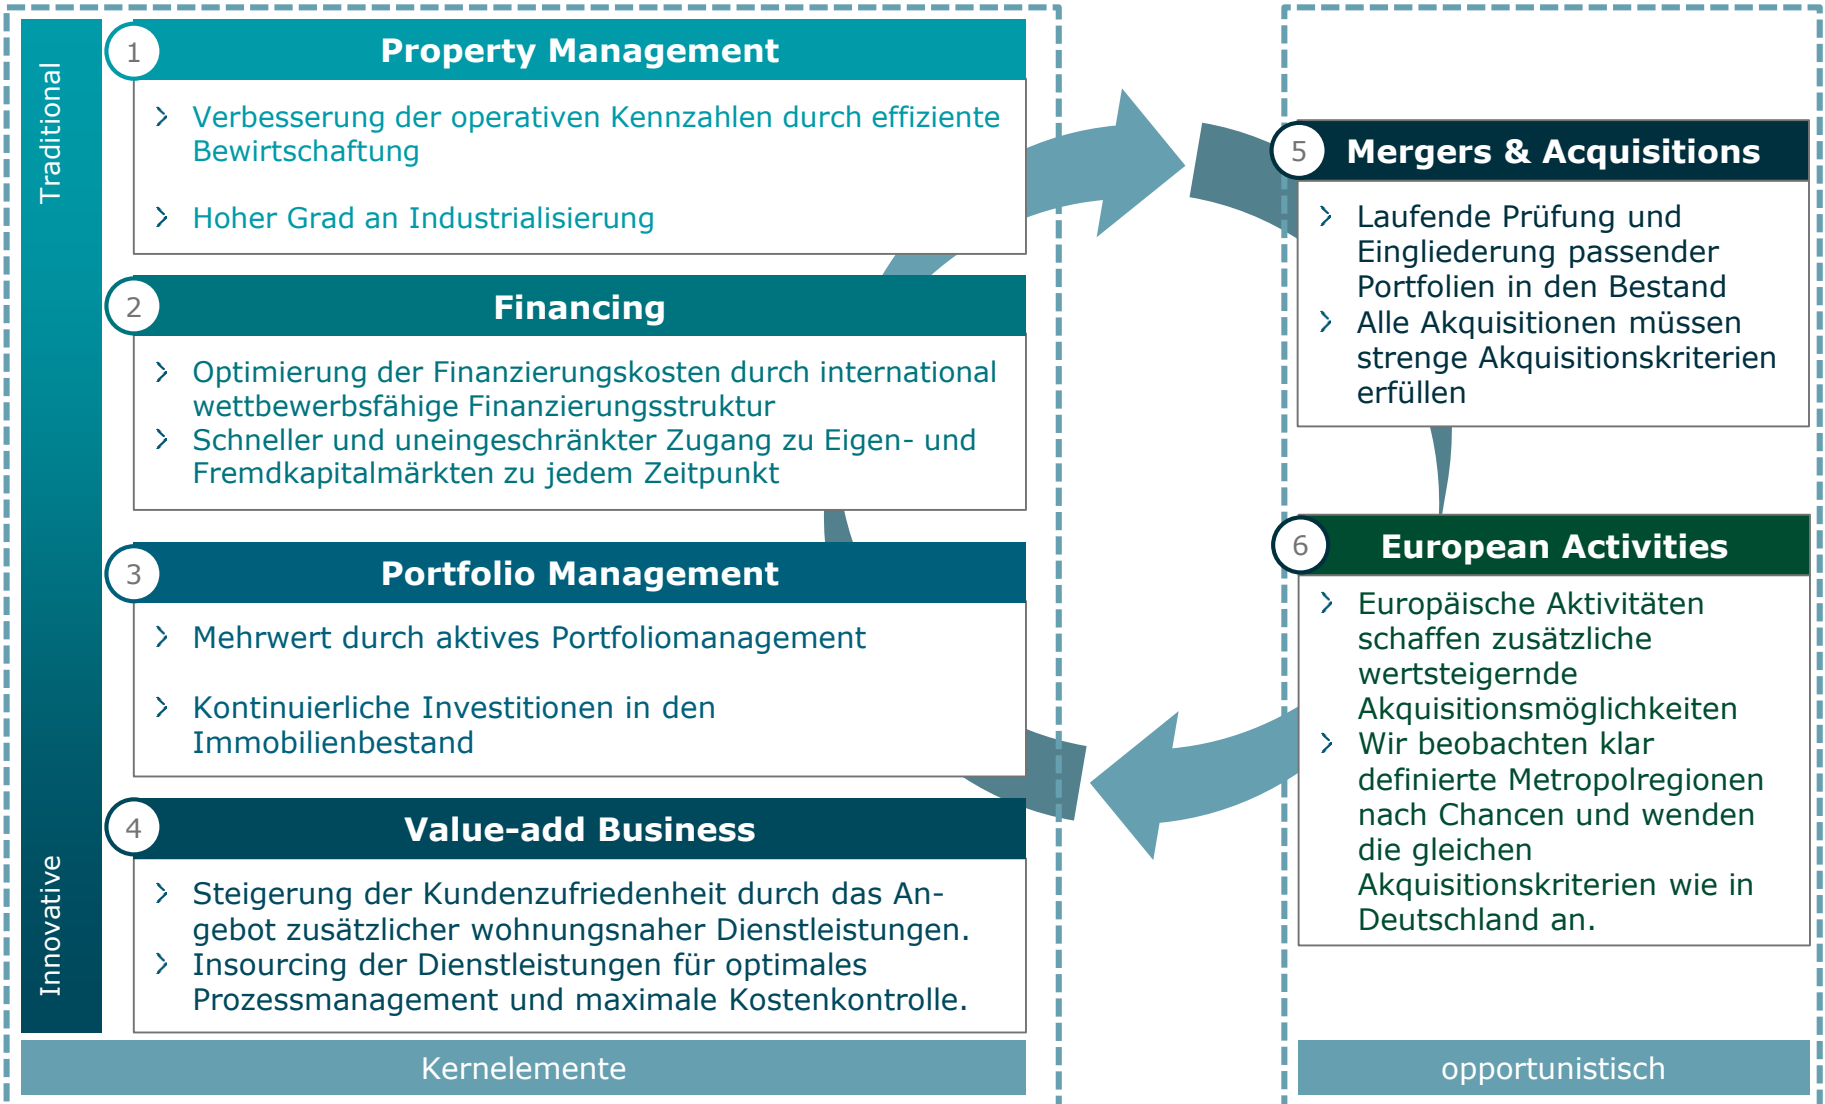 Traditional
Innovative
1
Property Management
Verbesserung der operativen Kennzahlen durch effiziente
Bewirtschaftung
Hoher Grad an Industrialisierung
2
Financing
Optimierung der Finanzierungskosten durch international
wettbewerbsfähige Finanzierungsstruktur
Schneller und uneingeschränkter Zugang zu Eigen- und
Fremdkapitalmärkten zu jedem Zeitpunkt
3
Portfolio Management
Mehrwert durch aktives Portfoliomanagement
Kontinuierliche Investitionen in den
Immobilienbestand
4
Value-add Business
Steigerung der Kundenzufriedenheit durch das An-
gebot zusätzlicher wohnungsnaher Dienstleistungen.
Insourcing der Dienstleistungen für optimales
Prozessmanagement und maximale Kostenkontrolle.
Kernelemente
5
Mergers & Acquisitions
Laufende Prüfung und
Eingliederung passender
Portfolien in den Bestand
Alle Akquisitionen müssen
strenge Akquisitionskriterien
erfüllen
6
European Activities
Europäische Aktivitäten
schaffen zusätzliche
wertsteigernde
Akquisitionsmöglichkeiten
Wir beobachten klar
definierte Metropolregionen
nach Chancen und wenden
die gleichen
Akquisitionskriterien wie in
Deutschland an.
opportunistisch